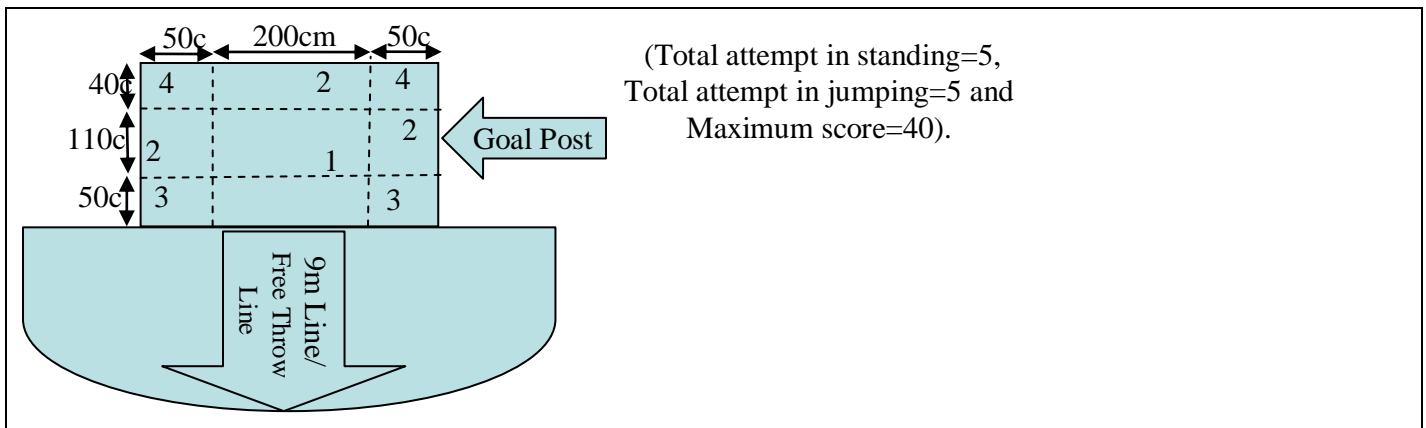 50c 200cm 50c
40c 4 2 4
110c 2 1 2
50c 3 3
Goal Post
9m Line/
Free Throw
Line
(Total attempt in standing=5,
Total attempt in jumping=5 and
Maximum score=40).